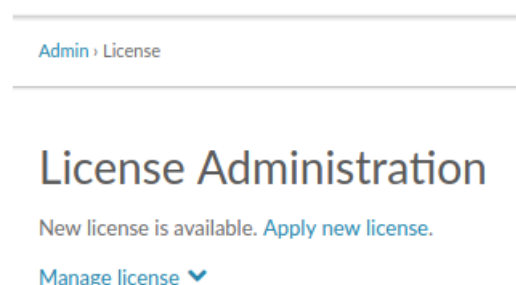 Admin › License
License Administration
New license is available. Apply new license.
Manage license